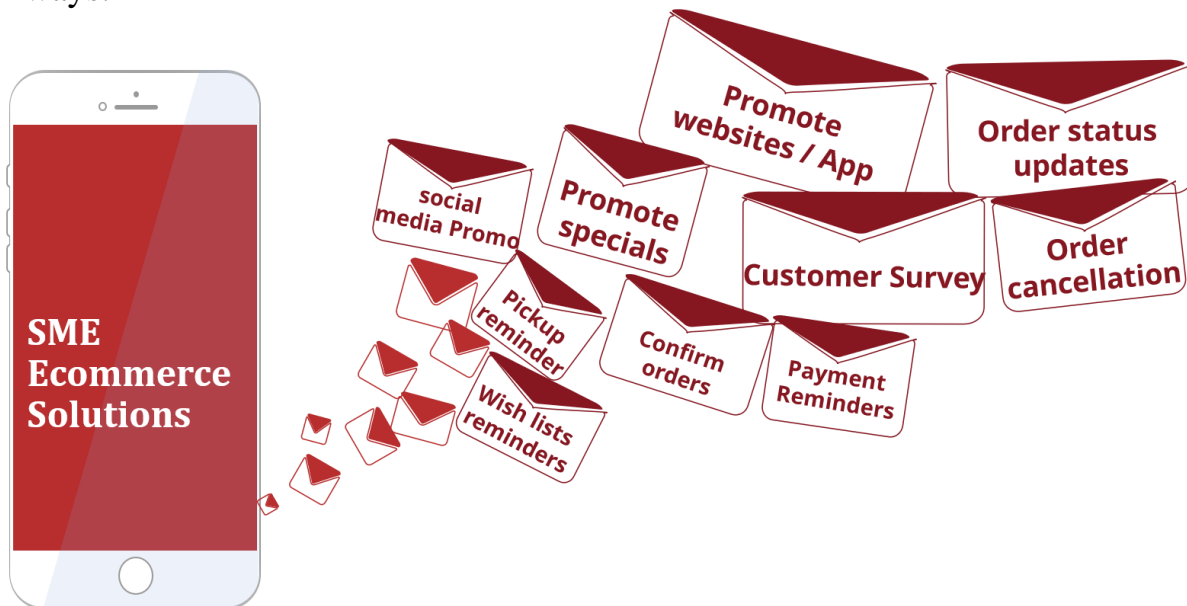 ways.
SME
Ecommerce
Solutions
social
media Promo
Promote
specials
Promote
websites / App
Order status
updates
Customer Survey
Order
cancellation
Pickup
reminder
Confirm
orders
Payment
Reminders
Wish lists
reminders